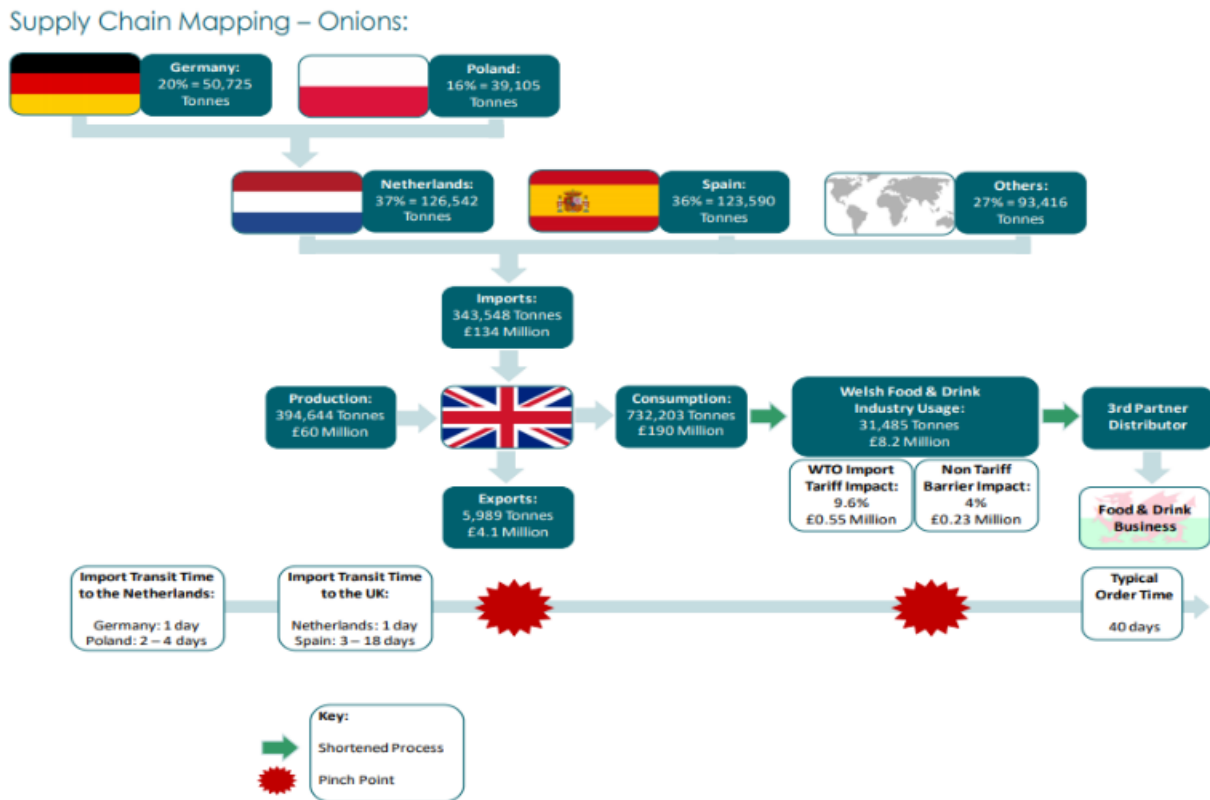 Supply Chain Mapping – Onions:
Germany:
20% = 50,725
Tonnes
Poland:
16% = 39,105
Tonnes
Netherlands:
37% = 126,542
Tonnes
Spain:
36% = 123,590
Tonnes
Others:
27% = 93,416
Tonnes
Imports:
343,548 Tonnes
£134 Million
Production:
394,644 Tonnes
£60 Million
Consumption:
732,203 Tonnes
£190 Million
Welsh Food & Drink
Industry Usage:
31,485 Tonnes
£8.2 Million
3rd Partner
Distributor
WTO Import
Tariff Impact:
9.6%
£0.55 Million
Non Tariff
Barrier Impact:
4%
£0.23 Million
Exports:
5,989 Tonnes
£4.1 Million
Food & Drink
Business
Import Transit Time
to the Netherlands:
Germany: 1 day
Poland: 2 – 4 days
Import Transit Time
to the UK:
Netherlands: 1 day
Spain: 3 – 18 days
Typical
Order Time
40 days
Key:
Shortened Process
Pinch Point